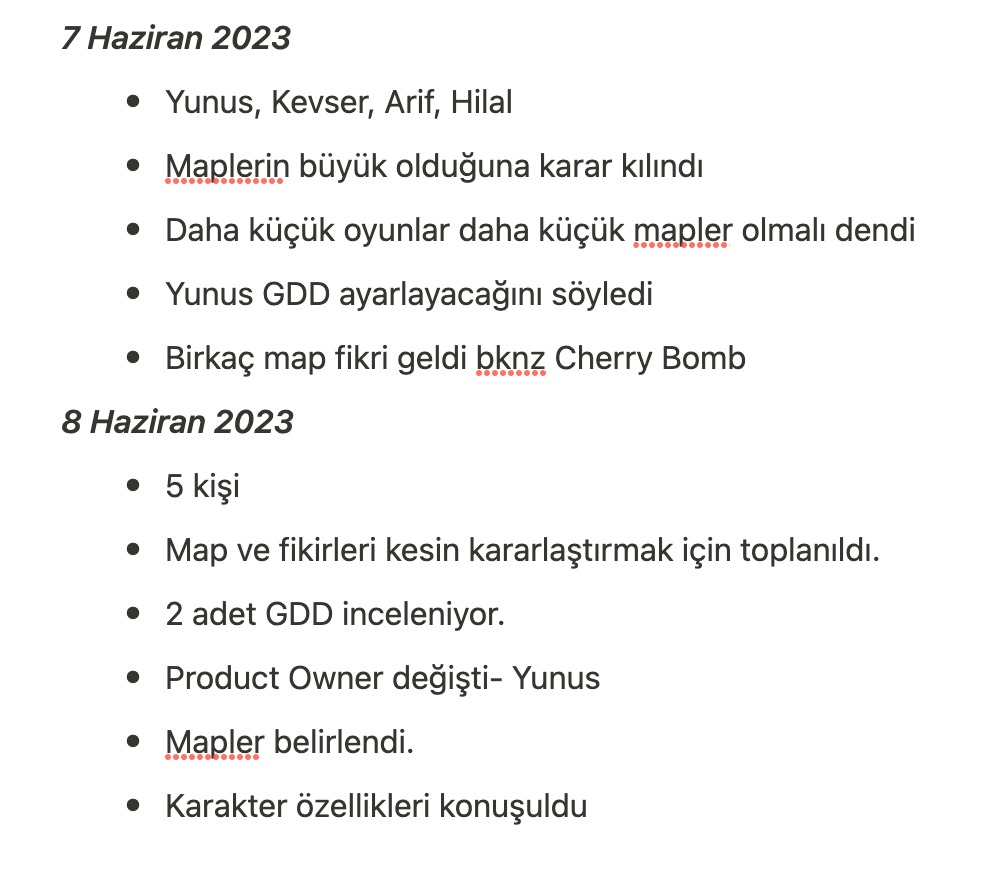 7 Haziran 2023
• Yunus, Kevser, Arif, Hilal
• Maplerin büyük olduğuna karar kılındı
• Daha küçük oyunlar daha küçük mapler olmalı dendi
• Yunus GDD ayarlayacağını söyledi
• Birkaç map fikri geldi bknz Cherry Bomb
8 Haziran 2023
• 5 kişi
• Map ve fikirleri kesin kararlaştırmak için toplanıldı.
• 2 adet GDD inceleniyor.
• Product Owner değişti- Yunus
• Mapler belirlendi.
• Karakter özellikleri konuşuldu